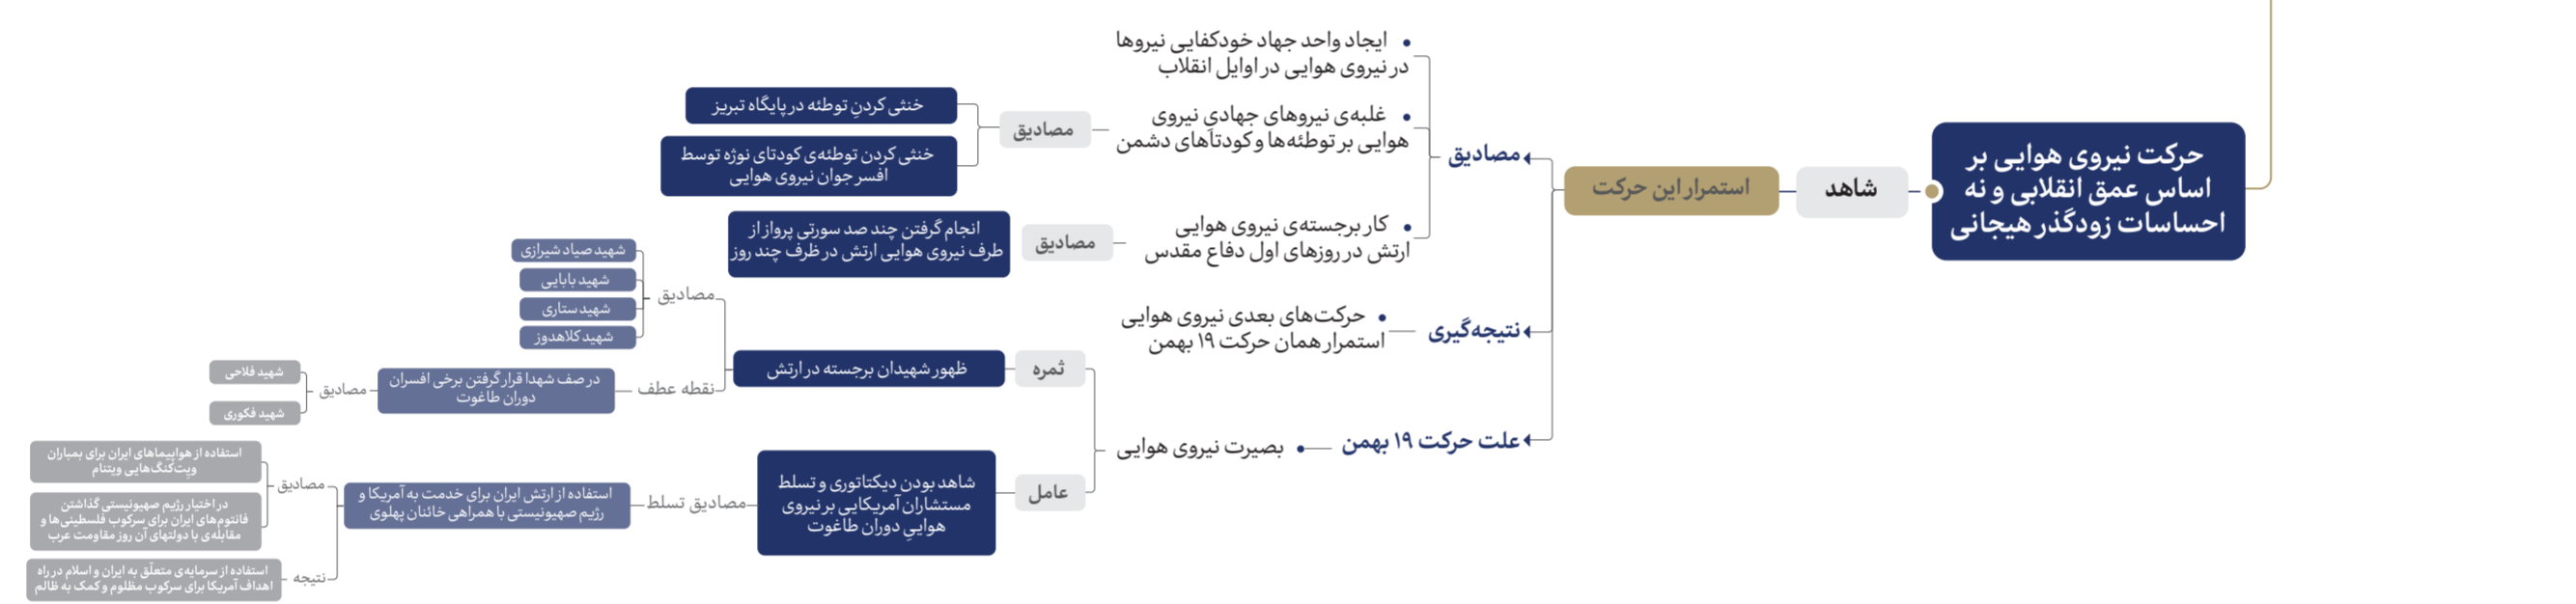 حرکت نیروی هوایی بر
اساس عمق انقلابی و نه
احساسات زودگذر هیجانی
شاهد
استمرار این حرکت
مصادیق
ایجاد واحد جهاد خودکفایی نیروها
در نیروی هوایی در اوایل انقلاب
غلبه‌ی نیروهای جهادیِ نیروی
هوایی بر توطئه‌ها و کودتاهای دشمن
مصادیق
خنثی کردنِ توطئه در پایگاه تبریز
خنثی کردن توطئه‌ی کودتای نوژه توسط
افسر جوان نیروی هوایی
کار برجسته‌ی نیروی هوایی
ارتش در روزهای اول دفاع مقدس
مصادیق
انجام گرفتن چند صد سورتی پرواز از
طرف نیروی هوایی ارتش در ظرف چند روز
نتیجه‌گیری
حرکت‌های بعدی نیروی هوایی
استمرار همان حرکت ۱۹ بهمن
علت حرکت ۱۹ بهمن
بصیرت نیروی هوایی
ثمره
ظهور شهیدان برجسته در ارتش
مصادیق
شهید صیاد شیرازی
شهید بابایی
شهید ستاری
شهید کلاهدوز
نقطه عطف
در صف شهدا قرار گرفتن برخی افسران
دوران طاغوت
مصادیق
شهید فلاحی
شهید فکوری
عامل
شاهد بودن دیکتاتوری و تسلط
مستشاران آمریکایی بر نیروی
هواییِ دوران طاغوت
مصادیق تسلط
استفاده از ارتش ایران برای خدمت به آمریکا و
رژیم صهیونیستی با همراهی خائنان پهلوی
مصادیق
استفاده از هواپیماهای ایران برای بمباران
ویِت‌کُنگ‌هایی ویتنام
در اختیار رژیم صهیونیستی گذاشتن
فانتوم‌های ایران برای سرکوب فلسطینی‌ها و
مقابله‌ی با دولتهای آن روز مقاومت عرب
نتیجه
استفاده از سرمایه‌ی متعلّق به ایران و اسلام در راه
اهداف آمریکا برای سرکوب مظلوم و کمک به ظالم